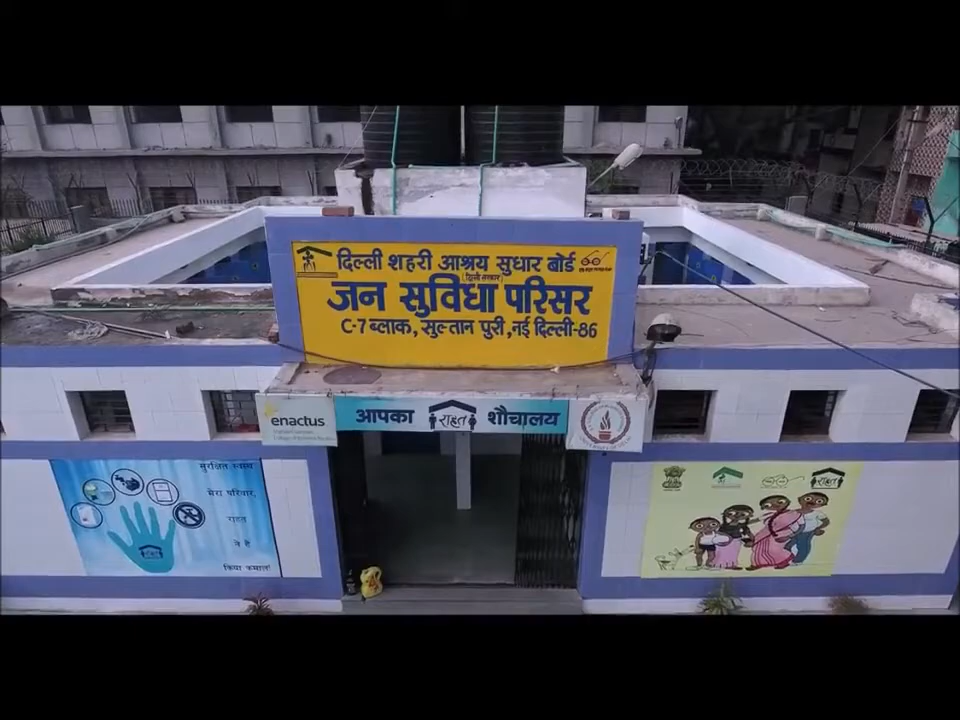 दिल्ली शहरी आश्रय सुधार बोर्ड
(दिल्ली सरकार)
जन सुविधा परिसर
C-7 ब्लाक, सुल्तान पुरी, नई दिल्ली-86
enactus
आपका राहत शौचालय
सुरक्षित स्वस्थ
मेरा परिवार,
राहत
ने है
किया कमाल'
राहत
राहत